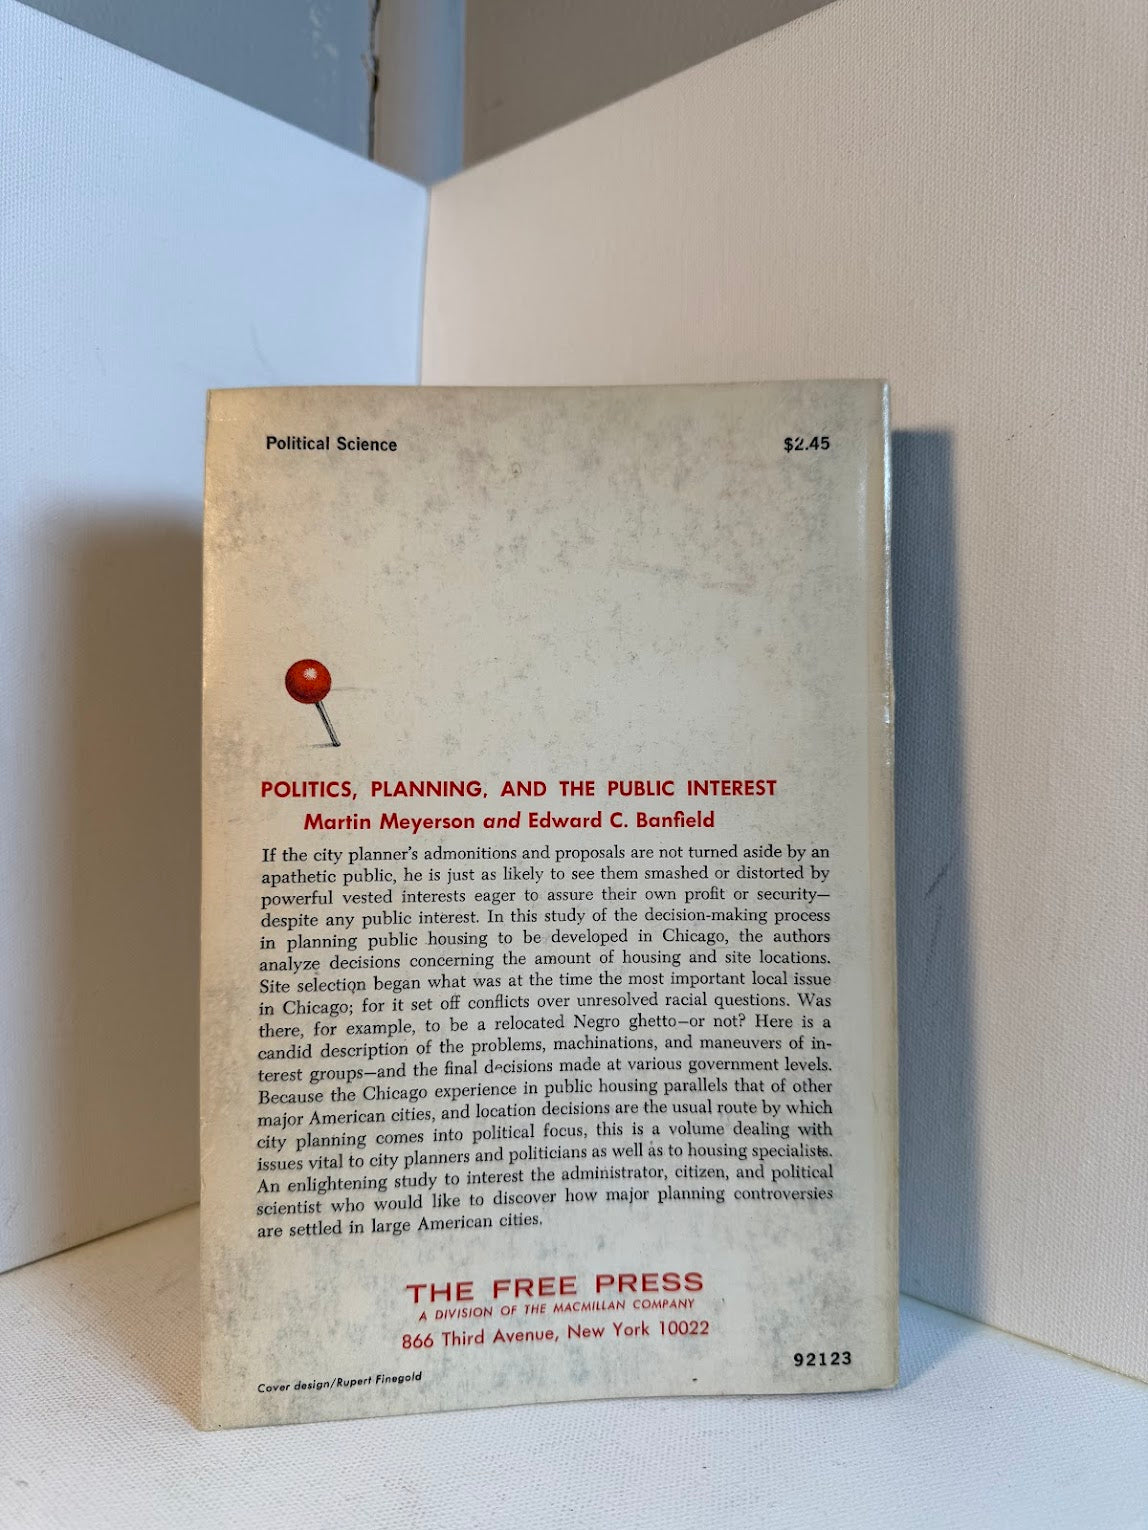 Political Science
$2.45
POLITICS, PLANNING, AND THE PUBLIC INTEREST
Martin Meyerson and Edward C. Banfield
If the city planner's admonitions and proposals are not turned aside by an
apathetic public, he is just as likely to see them smashed or distorted by
powerful vested interests eager to assure their own profit or security—
despite any public interest. In this study of the decision-making process
in planning public housing to be developed in Chicago, the authors
analyze decisions concerning the amount of housing and site locations.
Site selection began what was at the time the most important local issue
in Chicago; for it set off conflicts over unresolved racial questions. Was
there, for example, to be a relocated Negro ghetto—or not? Here is a
candid description of the problems, machinations, and maneuvers of in-
terest groups—and the final decisions made at various government levels.
Because the Chicago experience in public housing parallels that of other
major American cities, and location decisions are the usual route by which
city planning comes into political focus, this is a volume dealing with
issues vital to city planners and politicians as well as to housing specialists.
An enlightening study to interest the administrator, citizen, and political
scientist who would like to discover how major planning controversies
are settled in large American cities.
THE FREE PRESS
A DIVISION OF THE MACMILLAN COMPANY
866 Third Avenue, New York 10022
92123
Cover design/Rupert Finegold